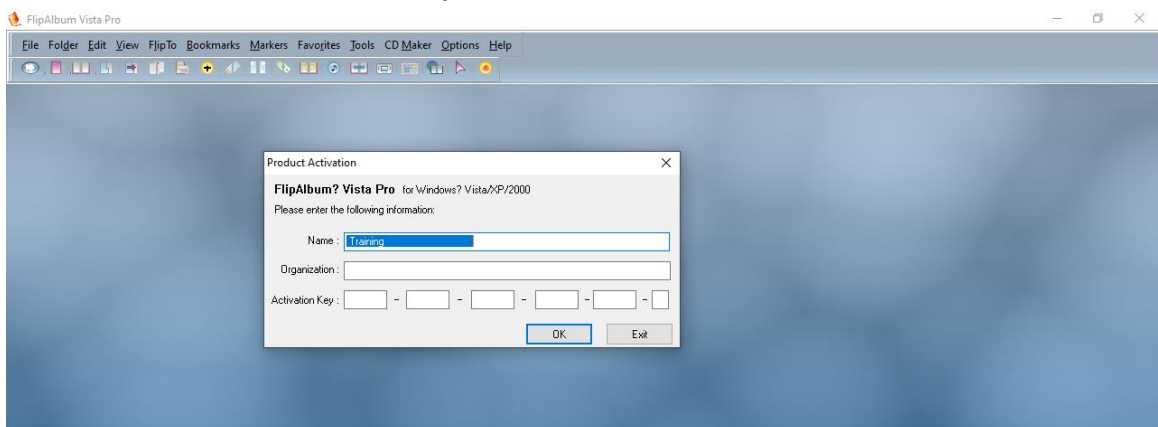 FlipAlbum Vista Pro
File Folder Edit View FlipTo Bookmarks Markers Favorites Tools CD Maker Options Help
Product Activation
FlipAlbum? Vista Pro for Windows? Vista/XP/2000
Please enter the following information:
Name : Training
Organization :
Activation Key : - - - - -
OK Exit